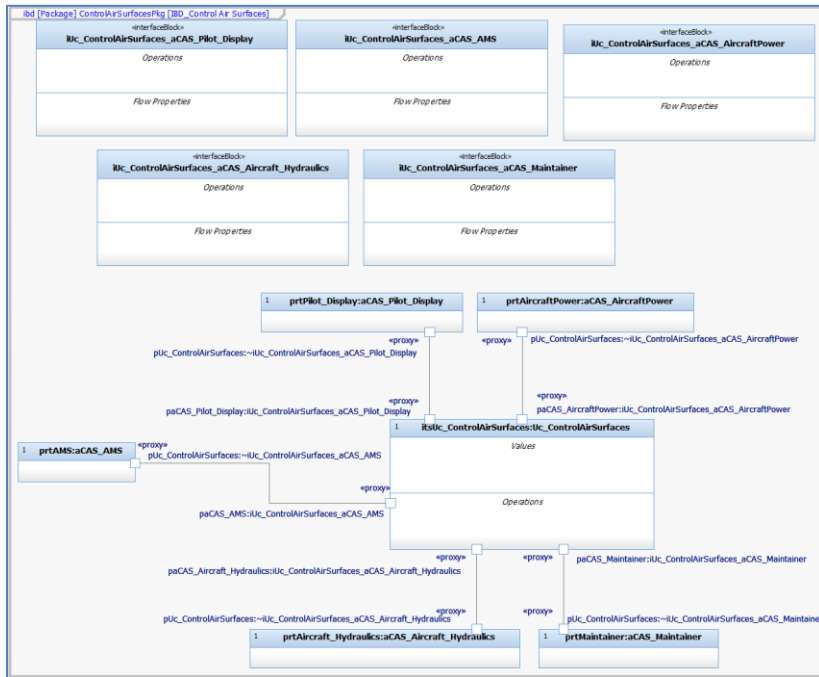 ibd [Package] ControlAirSurfacesPkg [IBD_Control Air Surfaces]
«interfaceBlock»
iUc_ControlAirSurfaces_aCAS_Pilot_Display
Operations
Flow Properties
«interfaceBlock»
iUc_ControlAirSurfaces_aCAS_AMS
Operations
Flow Properties
«interfaceBlock»
iUc_ControlAirSurfaces_aCAS_AircraftPower
Operations
Flow Properties
«interfaceBlock»
iUc_ControlAirSurfaces_aCAS_Aircraft_Hydraulics
Operations
Flow Properties
«interfaceBlock»
iUc_ControlAirSurfaces_aCAS_Maintainer
Operations
Flow Properties
1 prtPilot_Display:aCAS_Pilot_Display
1 prtAircraftPower:aCAS_AircraftPower
«proxy»
pUc_ControlAirSurfaces:~iUc_ControlAirSurfaces_aCAS_Pilot_Display
«proxy»
pUc_ControlAirSurfaces:~iUc_ControlAirSurfaces_aCAS_AircraftPower
«proxy»
paCAS_Pilot_Display:iUc_ControlAirSurfaces_aCAS_Pilot_Display
«proxy»
paCAS_AircraftPower:iUc_ControlAirSurfaces_aCAS_AircraftPower
1 itsUc_ControlAirSurfaces:Uc_ControlAirSurfaces
Values
Operations
1 prtAMS:aCAS_AMS
«proxy»
pUc_ControlAirSurfaces:~iUc_ControlAirSurfaces_aCAS_AMS
«proxy»
paCAS_AMS:iUc_ControlAirSurfaces_aCAS_AMS
«proxy»
paCAS_Aircraft_Hydraulics:iUc_ControlAirSurfaces_aCAS_Aircraft_Hydraulics
«proxy»
paCAS_Maintainer:iUc_ControlAirSurfaces_aCAS_Maintainer
«proxy»
pUc_ControlAirSurfaces:~iUc_ControlAirSurfaces_aCAS_Aircraft_Hydraulics
«proxy»
pUc_ControlAirSurfaces:~iUc_ControlAirSurfaces_aCAS_Maintaine
1 prtAircraft_Hydraulics:aCAS_Aircraft_Hydraulics
1 prtMaintainer:aCAS_Maintainer